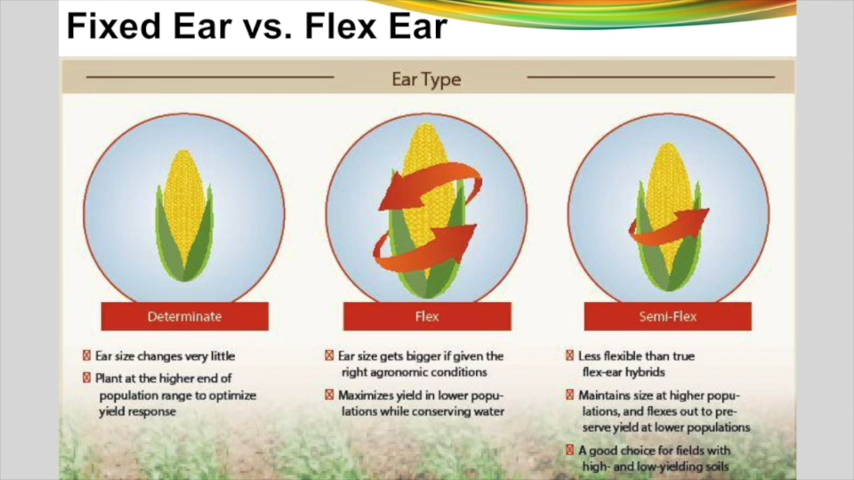 Fixed Ear vs. Flex Ear
Ear Type
Determinate
Ear size changes very little
Plant at the higher end of
population range to optimize
yield response
Flex
Ear size gets bigger if given the
right agronomic conditions
Maximizes yield in lower popu-
lations while conserving water
Semi-Flex
Less flexible than true
flex-ear hybrids
Maintains size at higher popu-
lations, and flexes out to pre-
serve yield at lower populations
A good choice for fields with
high- and low-yielding soils